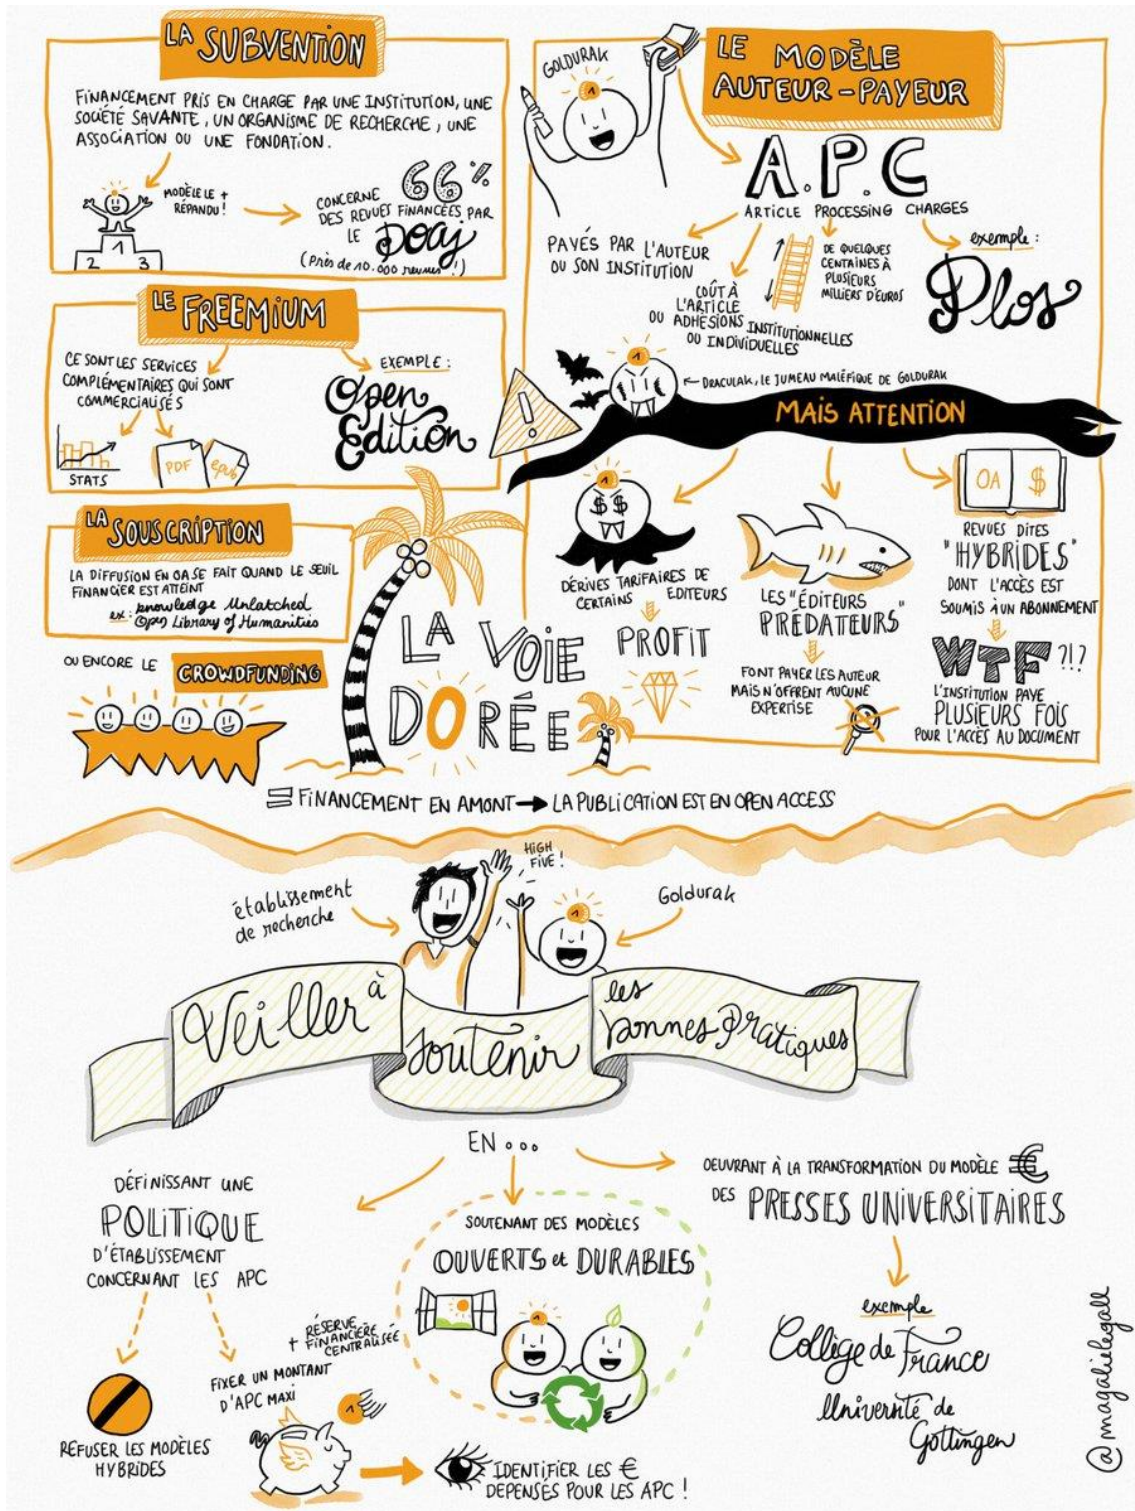 LA SUBVENTION
FINANCEMENT PRIS EN CHARGE PAR UNE INSTITUTION, UNE
SOCIÉTÉ SAVANTE, UN ORGANISME DE RECHERCHE, UNE
ASSOCIATION OU UNE FONDATION.
MODÈLE LE +
RÉPANDU !
1
2
3
CONCERNE 66%
DES REVUES FINANCÉES PAR
LE DOAJ
(Près de 10.000 revues !)
LE FREEMIUM
CE SONT LES SERVICES
COMPLÉMENTAIRES QUI SONT
COMMERCIALISÉS
STATS
PDF
epub
EXEMPLE :
Open
Edition
LA
SOUSCRIPTION
LA DIFFUSION EN OA SE FAIT QUAND LE SEUIL
FINANCIER EST ATTEINT
ex : Knowledge Unlatched
Open Library of Humanities
OU ENCORE LE CROWDFUNDING
GOLDURAK
LE MODÈLE
AUTEUR-PAYEUR
A.P.C
ARTICLE PROCESSING CHARGES
PAYÉS PAR L'AUTEUR
OU SON INSTITUTION
COÛT À
L'ARTICLE
OU ADHÉSIONS INSTITUTIONNELLES
OU INDIVIDUELLES
DE QUELQUES
CENTAINES À
PLUSIEURS
MILLIERS D'EUROS
exemple :
Plos
1
DRACULAK, LE JUMEAU MALÉFIQUE DE GOLDURAK
!
MAIS ATTENTION
1
$ $
DÉRIVES TARIFAIRES DE
CERTAINS EDITEURS
PROFIT
LES "ÉDITEURS
PRÉDATEURS"
FONT PAYER LES AUTEUR
MAIS N'OFFRENT AUCUNE
EXPERTISE
OA $
REVUES DITES
"HYBRIDES"
DONT L'ACCÈS EST
SOUMIS À UN ABONNEMENT
WTF ?!?
L'INSTITUTION PAYE
PLUSIEURS FOIS
POUR L'ACCÈS AU DOCUMENT
LA VOIE
DORÉE
FINANCEMENT EN AMONT → LA PUBLICATION EST EN OPEN ACCESS
HIGH
FIVE !
établissement
de recherche
1
Goldurak
Veiller à
soutenir
les
bonnes Pratiques
EN ...
DÉFINISSANT UNE
POLITIQUE
D'ÉTABLISSEMENT
CONCERNANT LES APC
REFUSER LES MODÈLES
HYBRIDES
FIXER UN MONTANT
D'APC MAXI
+ RÉSERVE
FINANCIÈRE
CENTRALISÉE
1
IDENTIFIER LES €
DEPENSÉS POUR LES APC !
SOUTENANT DES MODÈLES
OUVERTS et DURABLES
OEUVRANT À LA TRANSFORMATION DU MODÈLE €
DES PRESSES UNIVERSITAIRES
exemple
Collège de France
Université de
Gottingen
@magalielegall